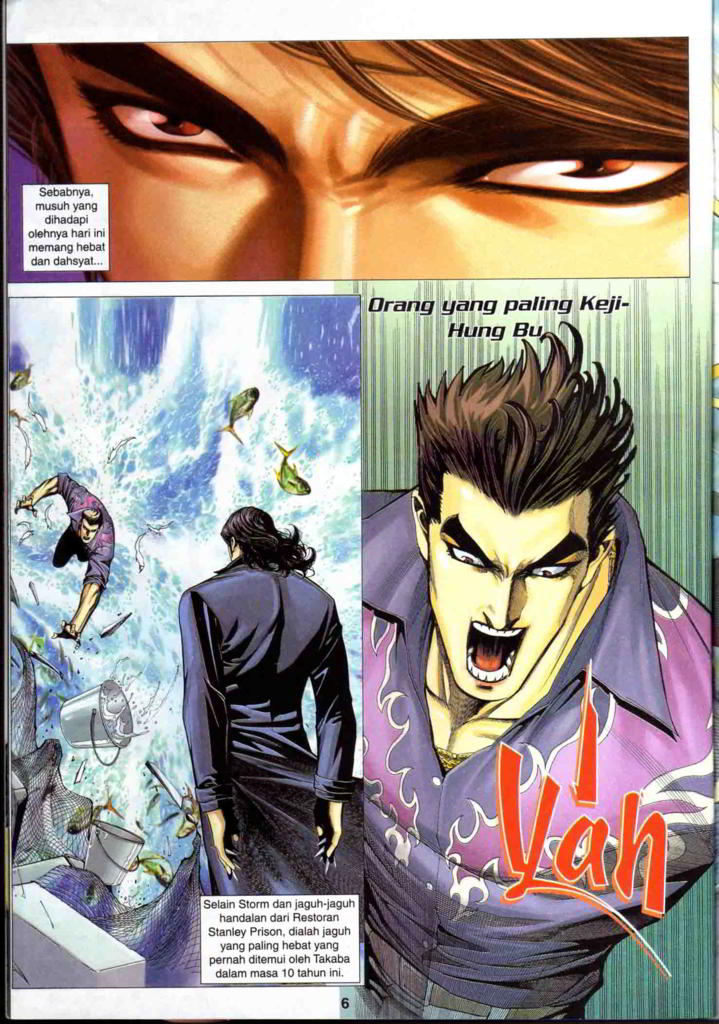 Sebabnya,
musuh yang
dihadapi
olehnya hari ini
memang hebat
dan dahsyat...
Orang yang paling Keji-
Hung Bu
Yah
Selain Storm dan jaguh-jaguh
handalan dari Restoran
Stanley Prison, dialah jaguh
yang paling hebat yang
pernah ditemui oleh Takaba
dalam masa 10 tahun ini.
6